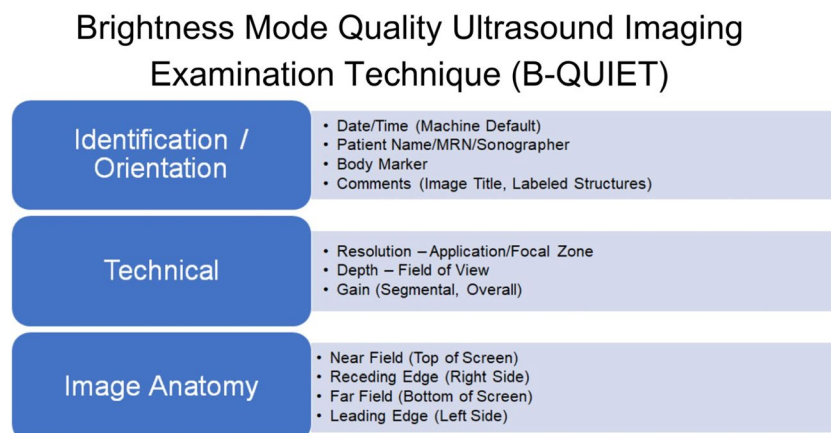 Brightness Mode Quality Ultrasound Imaging
Examination Technique (B-QUIET)
Identification /
Orientation
• Date/Time (Machine Default)
• Patient Name/MRN/Sonographer
• Body Marker
• Comments (Image Title, Labeled Structures)
Technical
• Resolution – Application/Focal Zone
• Depth – Field of View
• Gain (Segmental, Overall)
Image Anatomy
• Near Field (Top of Screen)
• Receding Edge (Right Side)
• Far Field (Bottom of Screen)
• Leading Edge (Left Side)